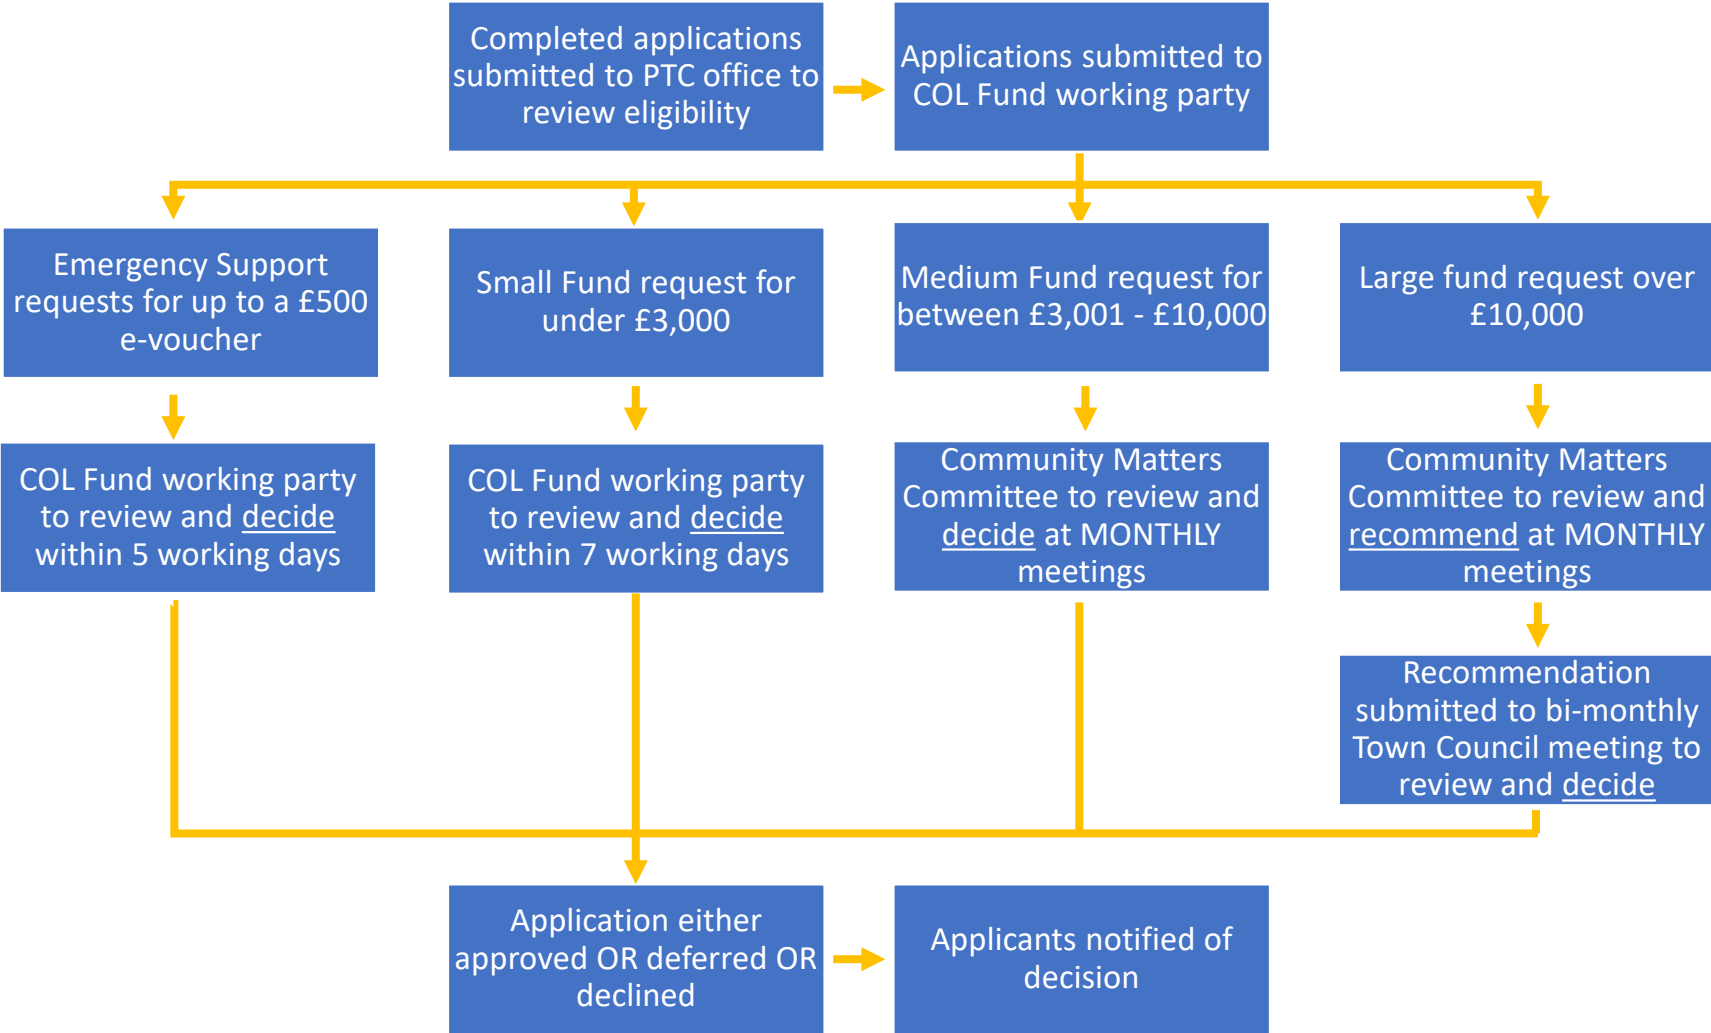 Completed applications
submitted to PTC office to
review eligibility
Applications submitted to
COL Fund working party
Emergency Support
requests for up to a £500
e-voucher
Small Fund request for
under £3,000
Medium Fund request for
between £3,001 - £10,000
Large fund request over
£10,000
COL Fund working party
to review and decide
within 5 working days
COL Fund working party
to review and decide
within 7 working days
Community Matters
Committee to review and
decide at MONTHLY
meetings
Community Matters
Committee to review and
recommend at MONTHLY
meetings
Recommendation
submitted to bi-monthly
Town Council meeting to
review and decide
Application either
approved OR deferred OR
declined
Applicants notified of
decision